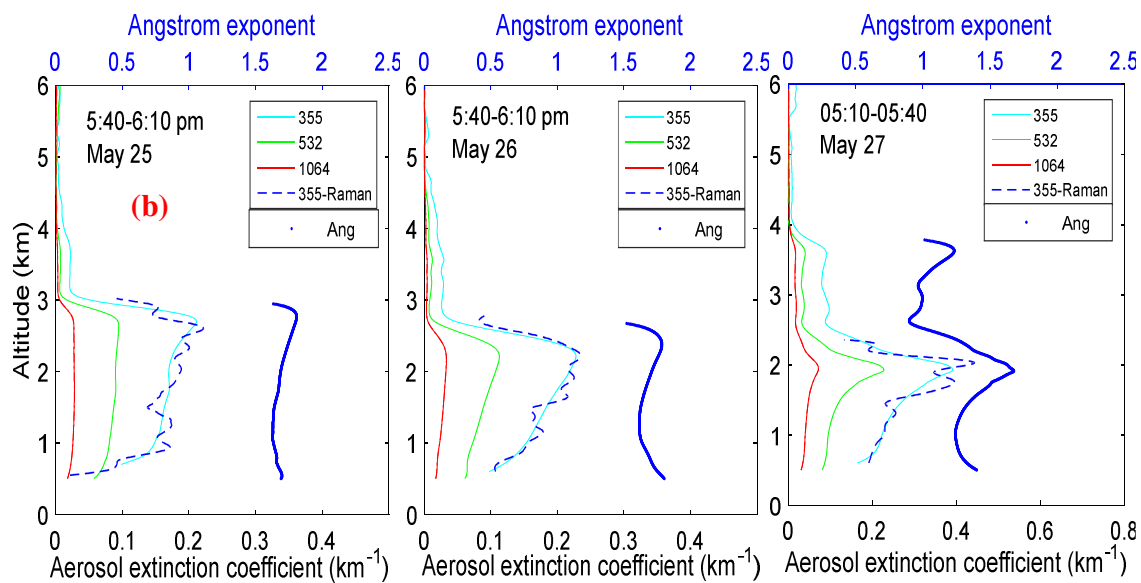 Angstrom exponent
0 0.5 1 1.5 2 2.5
6
5
4
3
2
1
0
Altitude (km)
5:40-6:10 pm
May 25
(b)
355
532
1064
355-Raman
Ang
0 0.1 0.2 0.3 0.4
Aerosol extinction coefficient (km⁻¹)
Angstrom exponent
0 0.5 1 1.5 2 2.5
6
5
4
3
2
1
0
5:40-6:10 pm
May 26
355
532
1064
355-Raman
Ang
0 0.1 0.2 0.3 0.4
Aerosol extinction coefficient (km⁻¹)
Angstrom exponent
0 0.5 1 1.5 2 2.5
6
5
4
3
2
1
0
05:10-05:40
May 27
355
532
1064
355-Raman
Ang
0 0.2 0.4 0.6 0.8
Aerosol extinction coefficient (km⁻¹)